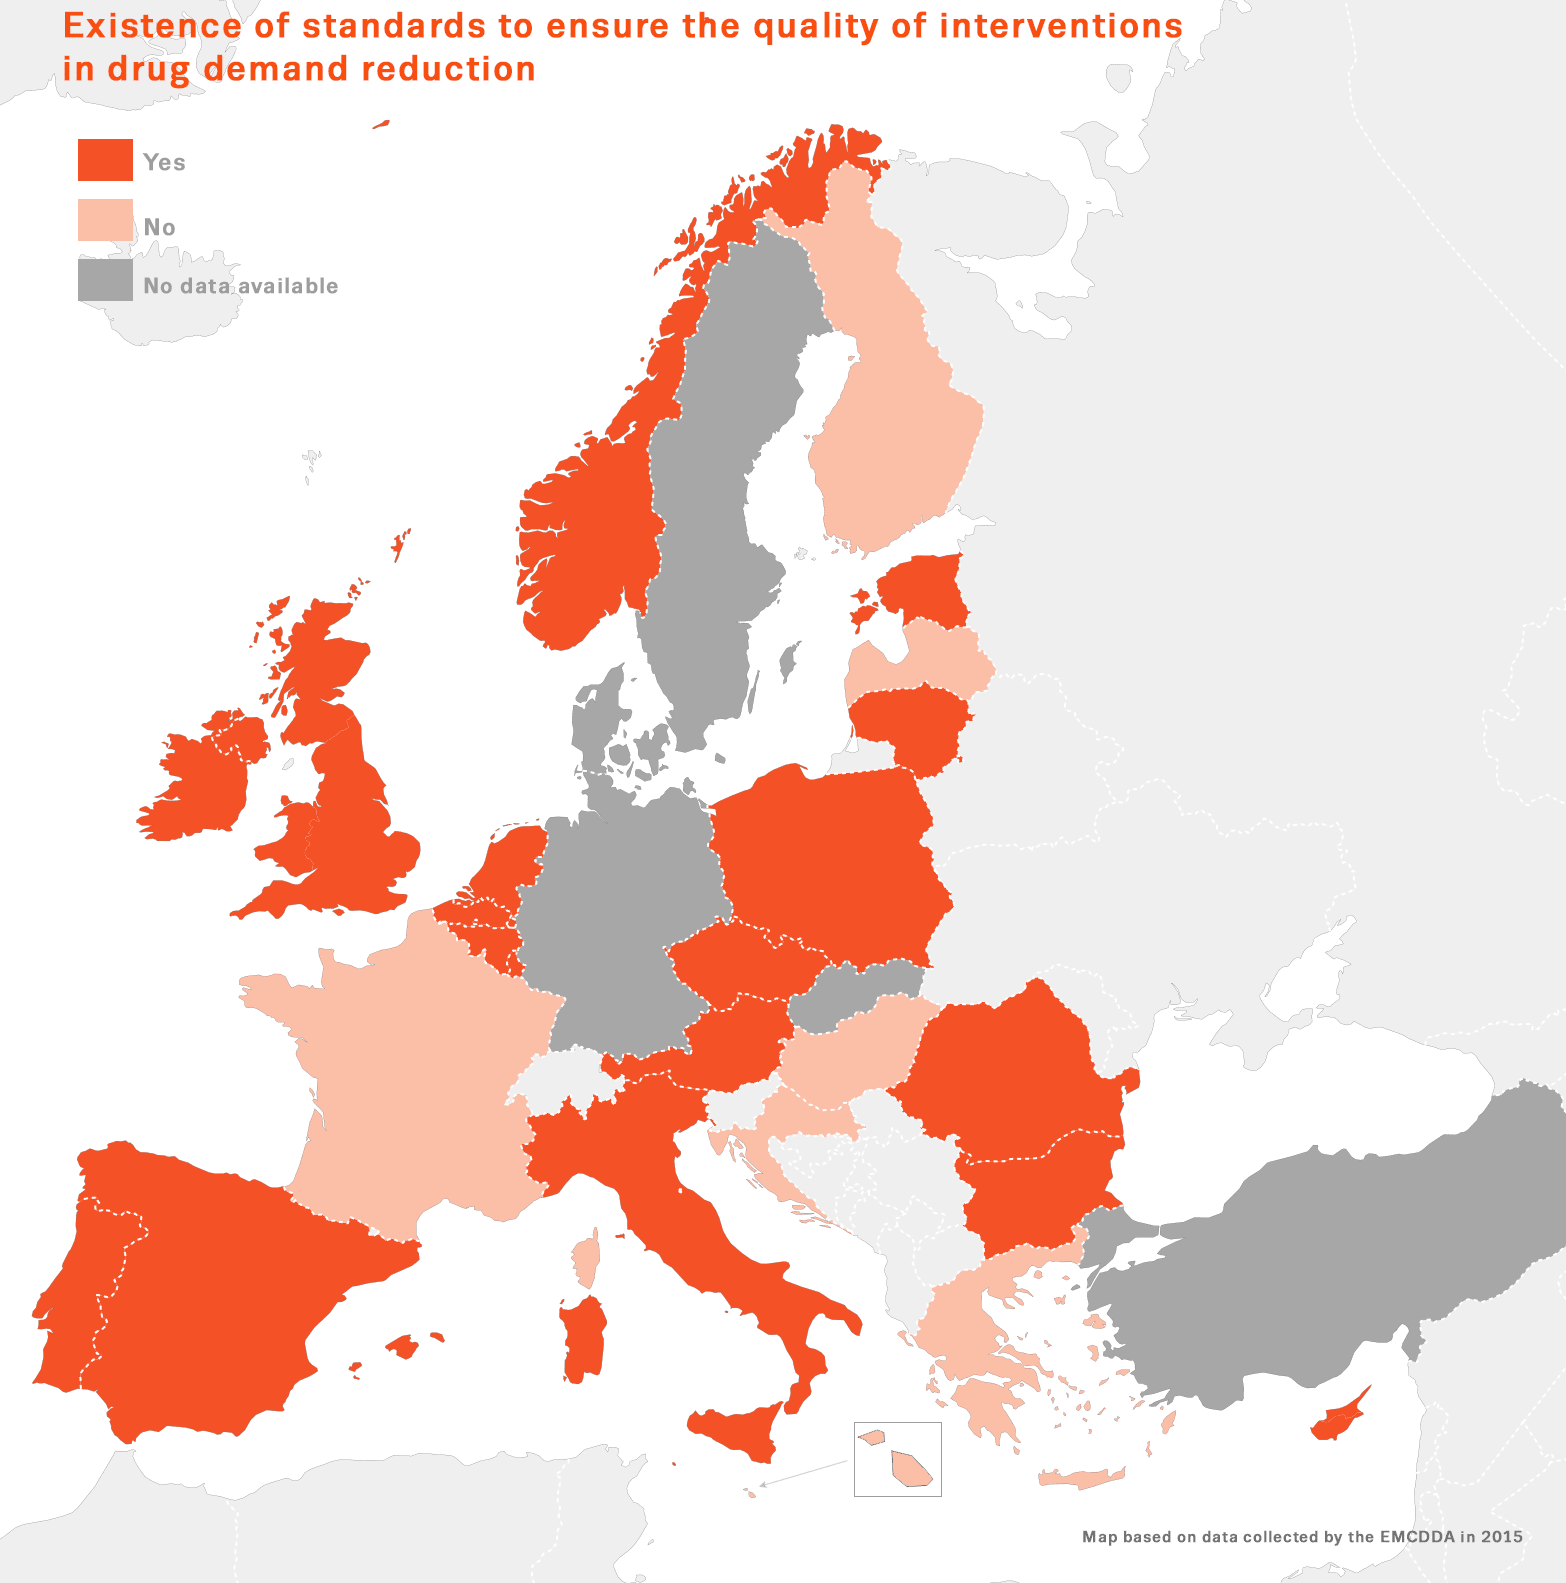 Existence of standards to ensure the quality of interventions
in drug demand reduction
Yes
No
No data available
Map based on data collected by the EMCDDA in 2015